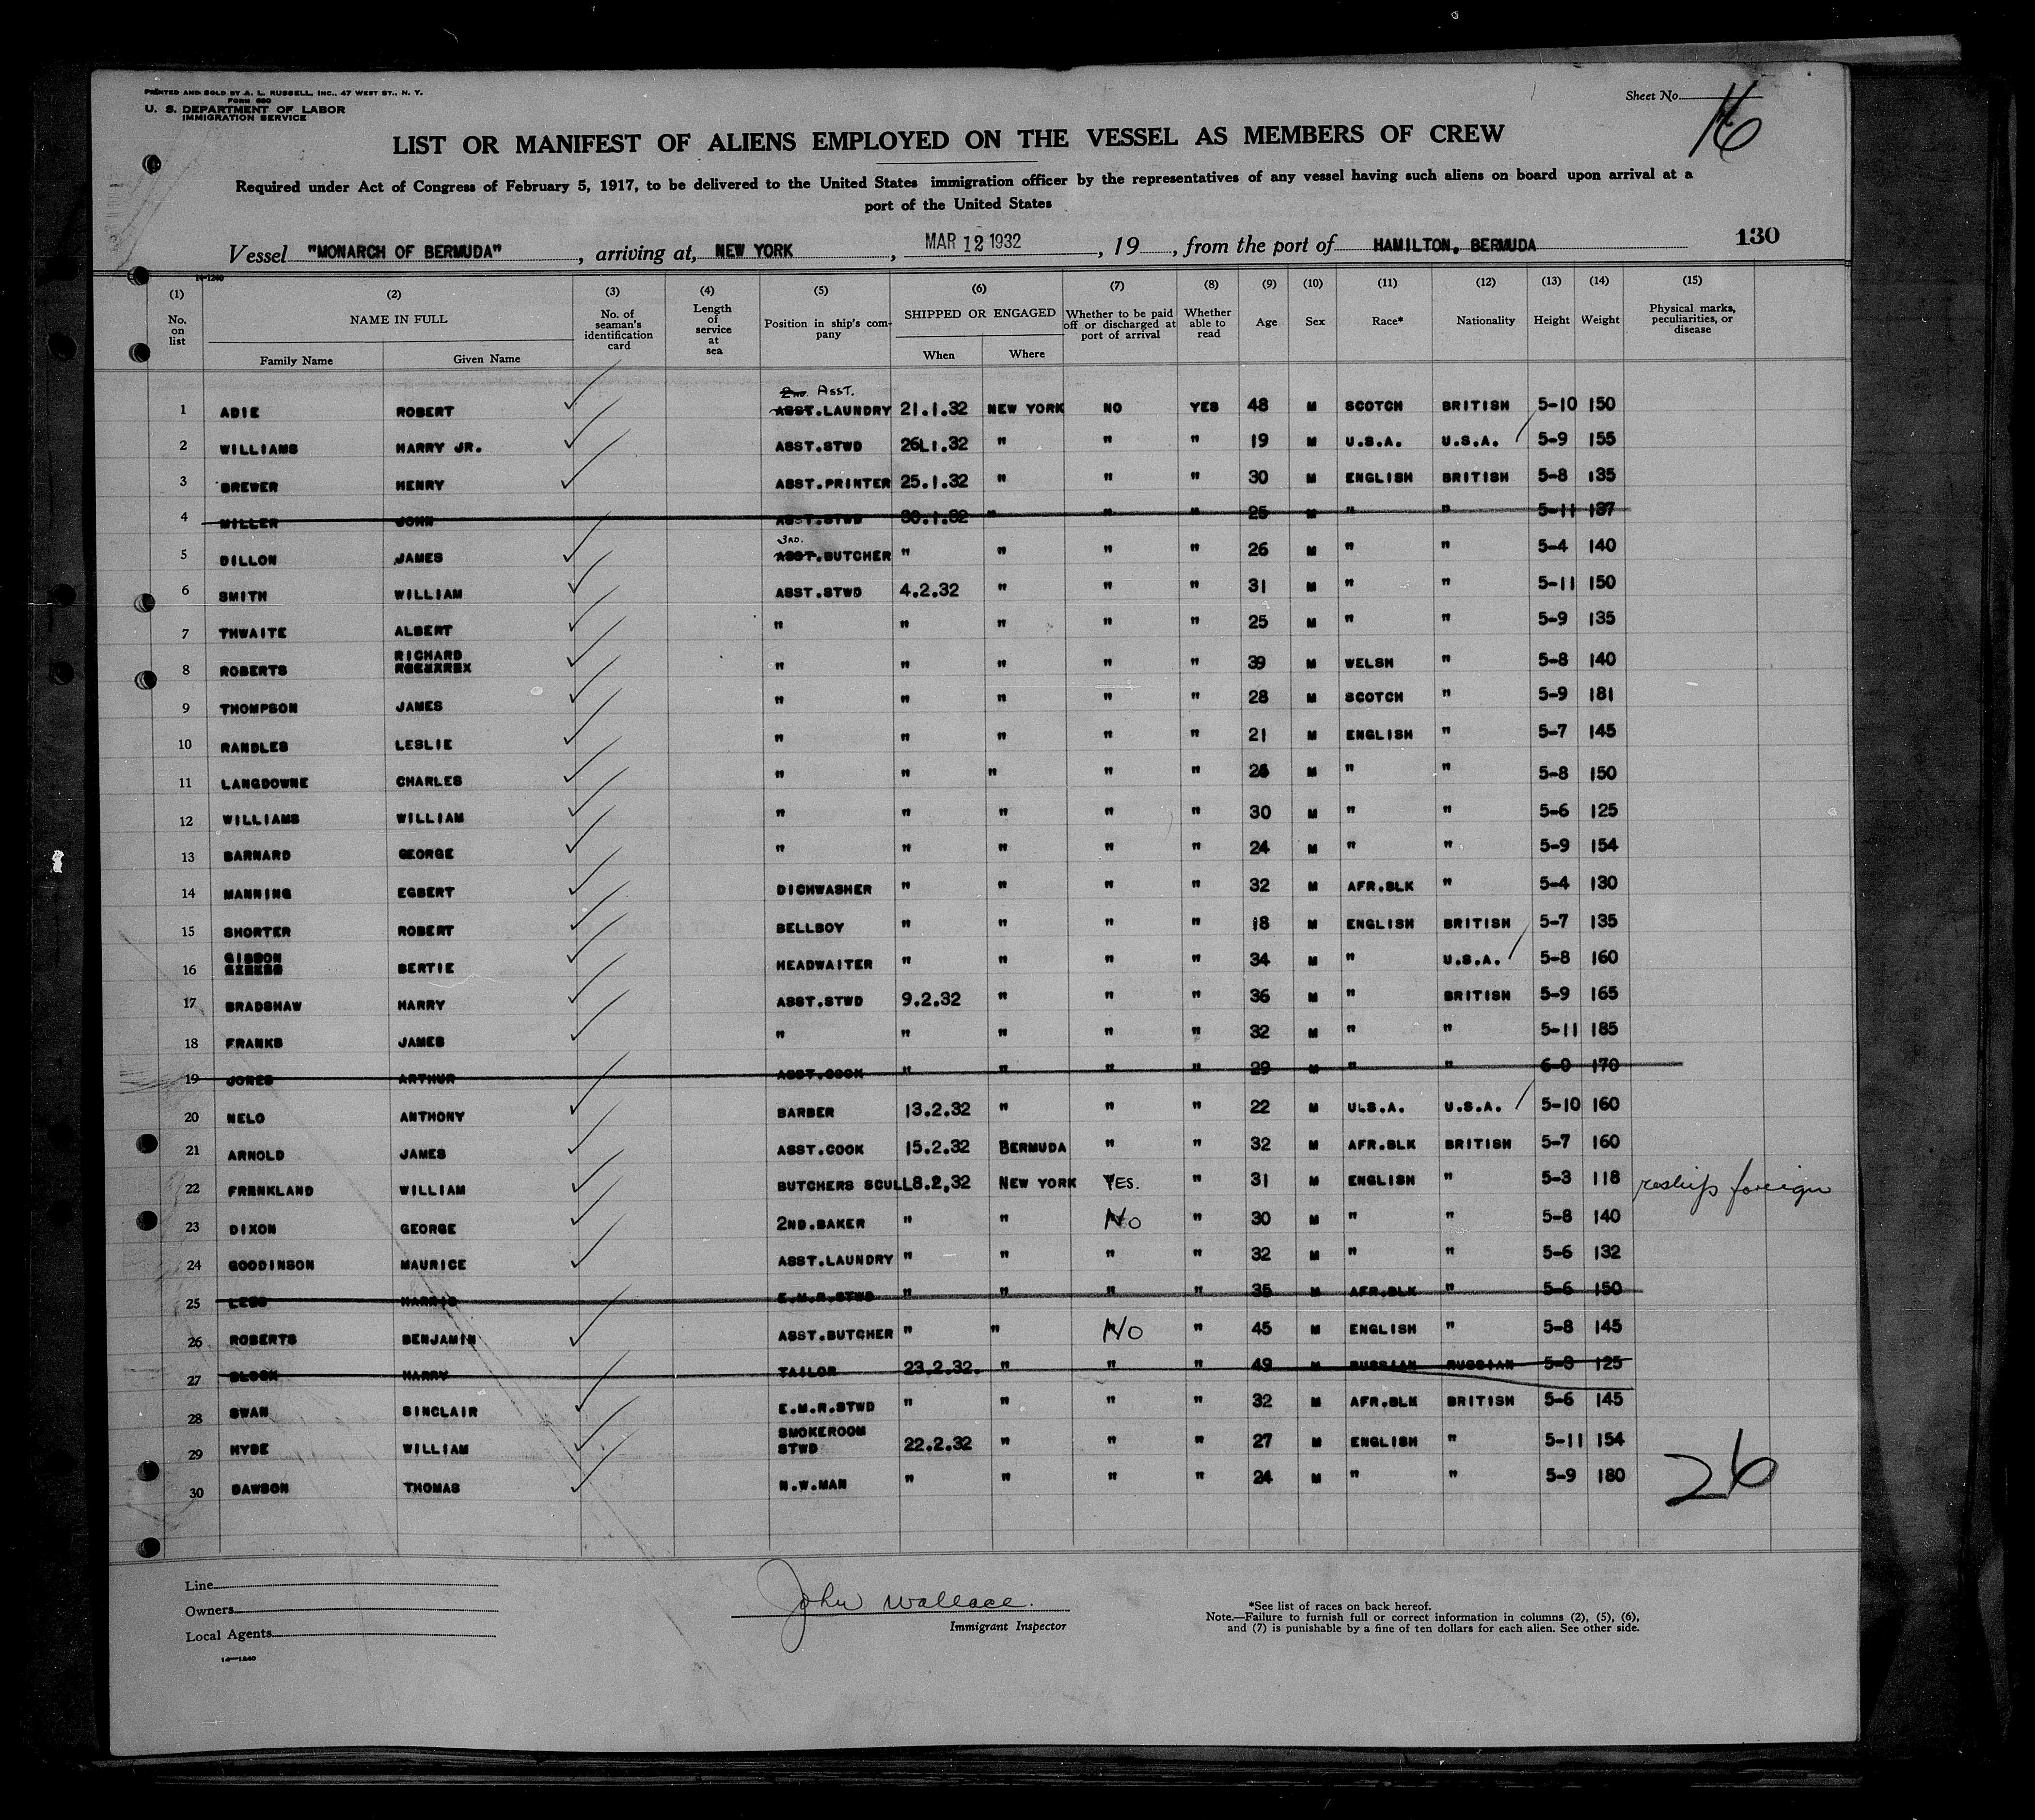 PRINTED AND SOLD BY A. L. RUSSELL, INC., 47 WEST ST., N. Y.
FORM 680
U. S. DEPARTMENT OF LABOR
IMMIGRATION SERVICE
Sheet No. 16
LIST OR MANIFEST OF ALIENS EMPLOYED ON THE VESSEL AS MEMBERS OF CREW
Required under Act of Congress of February 5, 1917, to be delivered to the United States immigration officer by the representatives of any vessel having such aliens on board upon arrival at a
port of the United States
Vessel "MONARCH OF BERMUDA", arriving at, NEW YORK, MAR 12 1932, 19, from the port of HAMILTON, BERMUDA 130
14-1240
(1) (2) (3) (4) (5) (6) (7) (8) (9) (10) (11) (12) (13) (14) (15)
No. on list NAME IN FULL No. of seaman's identification card Length of service at sea Position in ship's company SHIPPED OR ENGAGED Whether to be paid off or discharged at port of arrival Whether able to read Age Sex Race* Nationality Height Weight Physical marks, peculiarities, or disease
Family Name Given Name When Where
2nd ASST.
1 ADIE ROBERT ASST.LAUNDRY 21.1.32 NEW YORK NO YES 48 M SCOTCH BRITISH 5-10 150
2 WILLIAMS HARRY JR. ASST.STWD 26L1.32 " " " 19 M U.S.A. U.S.A. 5-9 155
3 BREWER HENRY ASST.PRINTER 25.1.32 " " " 30 M ENGLISH BRITISH 5-8 135
4 MILLER JOHN ASST.STWD 30.1.32 " " " 25 M " " 5-11 137
3RD.
5 DILLON JAMES ASST.BUTCHER " " " " 26 M " " 5-4 140
6 SMITH WILLIAM ASST.STWD 4.2.32 " " " 31 M " " 5-11 150
7 THWAITE ALBERT " " " " " 25 M " " 5-9 135
RICHARD
8 ROBERTS " " " " " 39 M WELSH " 5-8 140
9 THOMPSON JAMES " " " " " 28 M SCOTCH " 5-9 181
10 RANDLES LESLIE " " " " " 21 M ENGLISH " 5-7 145
11 LANGDOWNE CHARLES " " " " " 26 M " " 5-8 150
12 WILLIAMS WILLIAM " " " " " 30 M " " 5-6 125
13 BARNARD GEORGE " " " " " 24 M " " 5-9 154
14 MANNING EGBERT DICHWASHER " " " " 32 M AFR.BLK " 5-4 130
15 SHORTER ROBERT BELLBOY " " " " 18 M ENGLISH BRITISH 5-7 135
GIBSON
16 BERTIE HEADWAITER " " " " 34 M " U.S.A. 5-8 160
17 BRADSHAW HARRY ASST.STWD 9.2.32 " " " 36 M " BRITISH 5-9 165
18 FRANKS JAMES " " " " " 32 M " " 5-11 185
19 JONES ARTHUR ASST.COOK " " " " 29 M " " 6-0 170
20 NELO ANTHONY BARBER 13.2.32 " " " 22 M ULS.A. U.S.A. 5-10 160
21 ARNOLD JAMES ASST.COOK 15.2.32 BERMUDA " " 32 M AFR.BLK BRITISH 5-7 160
22 FRENKLAND WILLIAM BUTCHERS SCULL8.2,32 NEW YORK YES. " 31 M ENGLISH " 5-3 118 reship foreign
23 DIXON GEORGE 2ND.BAKER " " No " 30 M " " 5-8 140
24 GOODINSON MAURICE ASST.LAUNDRY " " " " 32 M " " 5-6 132
25 LEES HARRIS E.M.R.STWD " " " " 35 M AFR.BLK " 5-6 150
26 ROBERTS BENJAMIN ASST.BUTCHER " " No " 45 M ENGLISH " 5-8 145
27 BLOCK HARRY TAILOR 23.2.32. " " " 49 M RUSSIAN RUSSIAN 5-3 125
28 SWAN SINCLAIR E.M.R.STWD " " " " 32 M AFR.BLK BRITISH 5-6 145
SMOKEROOM
29 HYDE WILLIAM STWD 22.2.32 " " " 27 M ENGLISH " 5-11 154
30 DAWSON THOMAS N.W.MAN " " " " 24 M " " 5-9 180
26
Line
Owners
Local Agents
14-1240
John Wallace.
Immigrant Inspector
*See list of races on back hereof.
Note.—Failure to furnish full or correct information in columns (2), (5), (6),
and (7) is punishable by a fine of ten dollars for each alien. See other side.